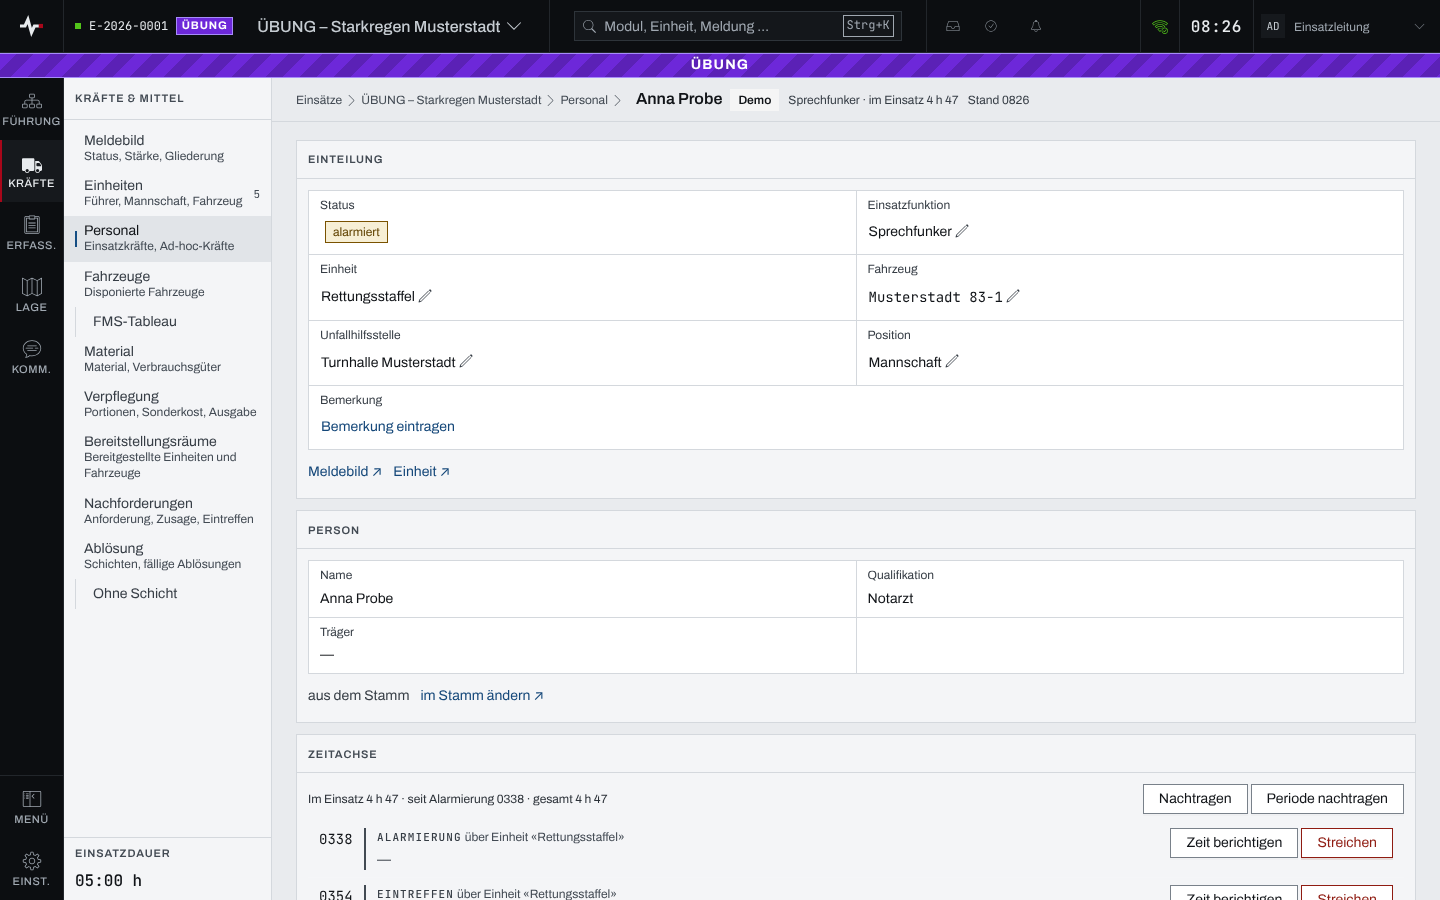 E-2026-0001 ÜBUNG ÜBUNG – Starkregen Musterstadt Modul, Einheit, Meldung ... Strg+K 08:26 AD Einsatzleitung
ÜBUNG
FÜHRUNG
KRÄFTE
ERFASS.
LAGE
KOMM.
MENÜ
EINST.
KRÄFTE & MITTEL
Meldebild
Status, Stärke, Gliederung
Einheiten
Führer, Mannschaft, Fahrzeug 5
Personal
Einsatzkräfte, Ad-hoc-Kräfte
Fahrzeuge
Disponierte Fahrzeuge
FMS-Tableau
Material
Material, Verbrauchsgüter
Verpflegung
Portionen, Sonderkost, Ausgabe
Bereitstellungsräume
Bereitgestellte Einheiten und
Fahrzeuge
Nachforderungen
Anforderung, Zusage, Eintreffen
Ablösung
Schichten, fällige Ablösungen
Ohne Schicht
EINSATZDAUER
05:00 h
Einsätze ÜBUNG – Starkregen Musterstadt Personal Anna Probe Demo Sprechfunker · im Einsatz 4 h 47 Stand 0826
EINTEILUNG
Status Einsatzfunktion
alarmiert Sprechfunker
Einheit Fahrzeug
Rettungsstaffel Musterstadt 83-1
Unfallhilfsstelle Position
Turnhalle Musterstadt Mannschaft
Bemerkung
Bemerkung eintragen
Meldebild ↗ Einheit ↗
PERSON
Name Qualifikation
Anna Probe Notarzt
Träger
—
aus dem Stamm im Stamm ändern ↗
ZEITACHSE
Im Einsatz 4 h 47 · seit Alarmierung 0338 · gesamt 4 h 47 Nachtragen Periode nachtragen
0338 ALARMIERUNG über Einheit «Rettungsstaffel» Zeit berichtigen Streichen
—
0354 EINTREFFEN über Einheit «Rettungsstaffel» Zeit berichtigen Streichen